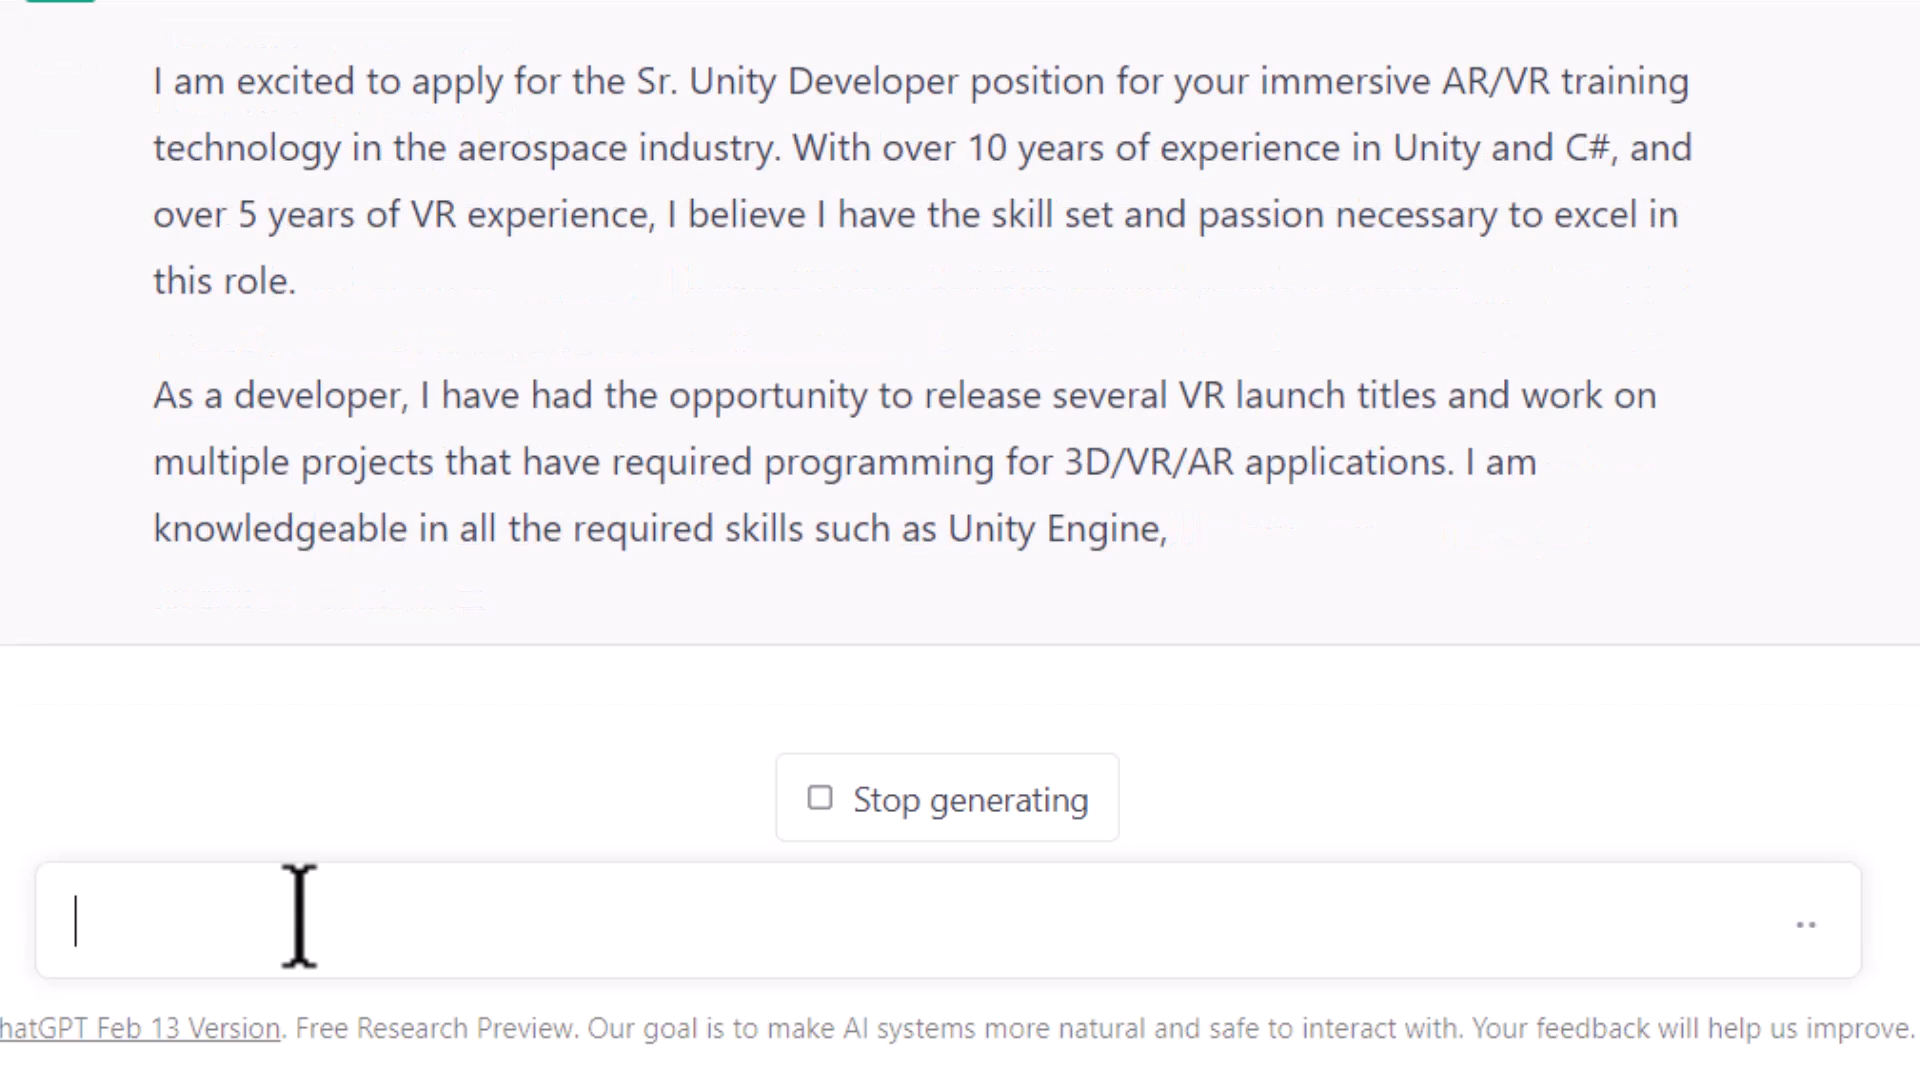 I am excited to apply for the Sr. Unity Developer position for your immersive AR/VR training
technology in the aerospace industry. With over 10 years of experience in Unity and C#, and
over 5 years of VR experience, I believe I have the skill set and passion necessary to excel in
this role.
As a developer, I have had the opportunity to release several VR launch titles and work on
multiple projects that have required programming for 3D/VR/AR applications. I am
knowledgeable in all the required skills such as Unity Engine,
Stop generating
hatGPT Feb 13 Version. Free Research Preview. Our goal is to make AI systems more natural and safe to interact with. Your feedback will help us improve.